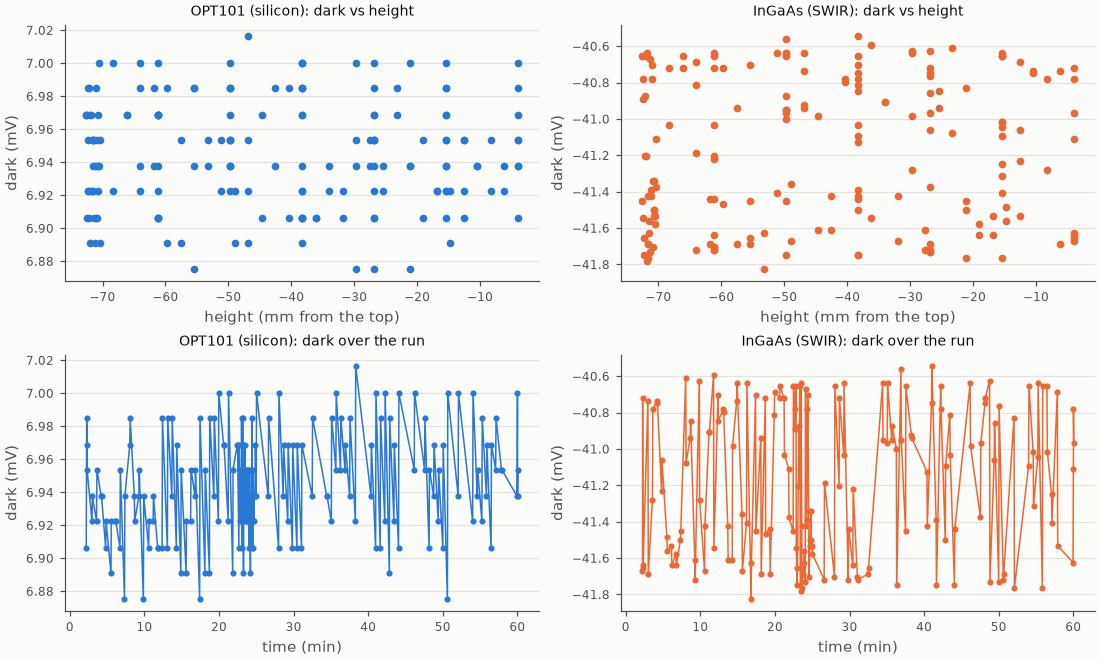 OPT101 (silicon): dark vs height
7.02
7.00
6.98
6.96
6.94
6.92
6.90
6.88
dark (mV)
−70 −60 −50 −40 −30 −20 −10
height (mm from the top)
InGaAs (SWIR): dark vs height
−40.6
−40.8
−41.0
−41.2
−41.4
−41.6
−41.8
dark (mV)
−70 −60 −50 −40 −30 −20 −10
height (mm from the top)
OPT101 (silicon): dark over the run
7.02
7.00
6.98
6.96
6.94
6.92
6.90
6.88
dark (mV)
0 10 20 30 40 50 60
time (min)
InGaAs (SWIR): dark over the run
−40.6
−40.8
−41.0
−41.2
−41.4
−41.6
−41.8
dark (mV)
0 10 20 30 40 50 60
time (min)